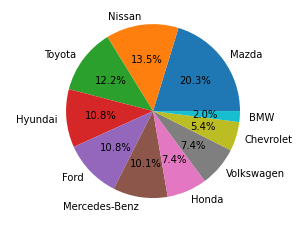 Nissan
Toyota
Mazda
13.5%
20.3%
12.2%
Hyundai
10.8%
2.0%
BMW
5.4%
Chevrolet
10.8%
7.4%
Ford
10.1%
7.4%
Volkswagen
Mercedes-Benz
Honda